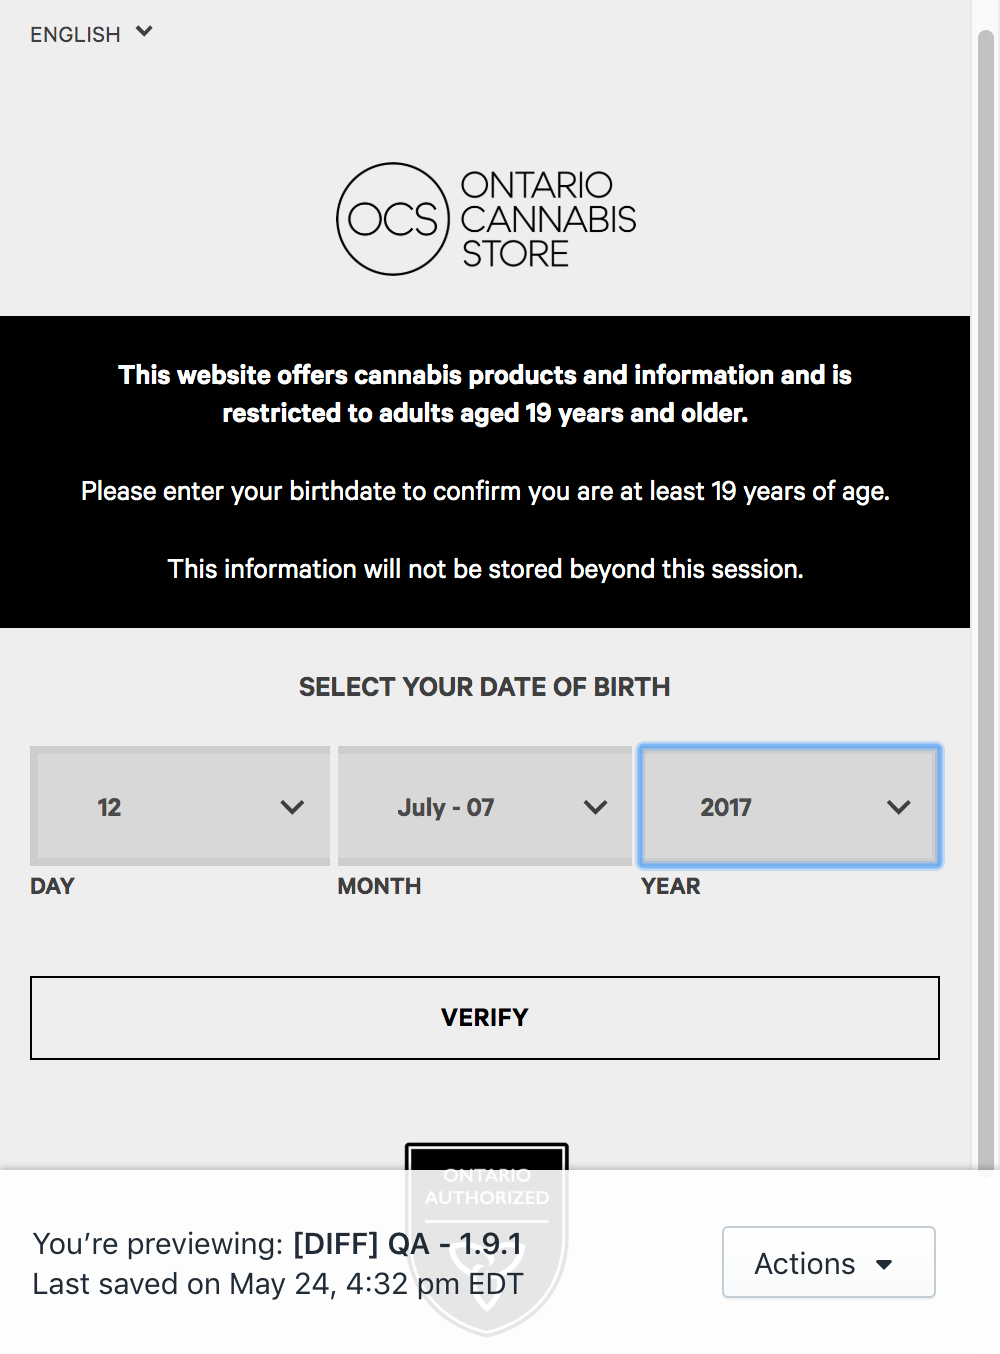 ENGLISH
OCS
ONTARIO
CANNABIS
STORE
This website offers cannabis products and information and is
restricted to adults aged 19 years and older.
Please enter your birthdate to confirm you are at least 19 years of age.
This information will not be stored beyond this session.
SELECT YOUR DATE OF BIRTH
12 July - 07 2017
DAY MONTH YEAR
VERIFY
ONTARIO
AUTHORIZED
You’re previewing: [DIFF] QA - 1.9.1
Last saved on May 24, 4:32 pm EDT
Actions